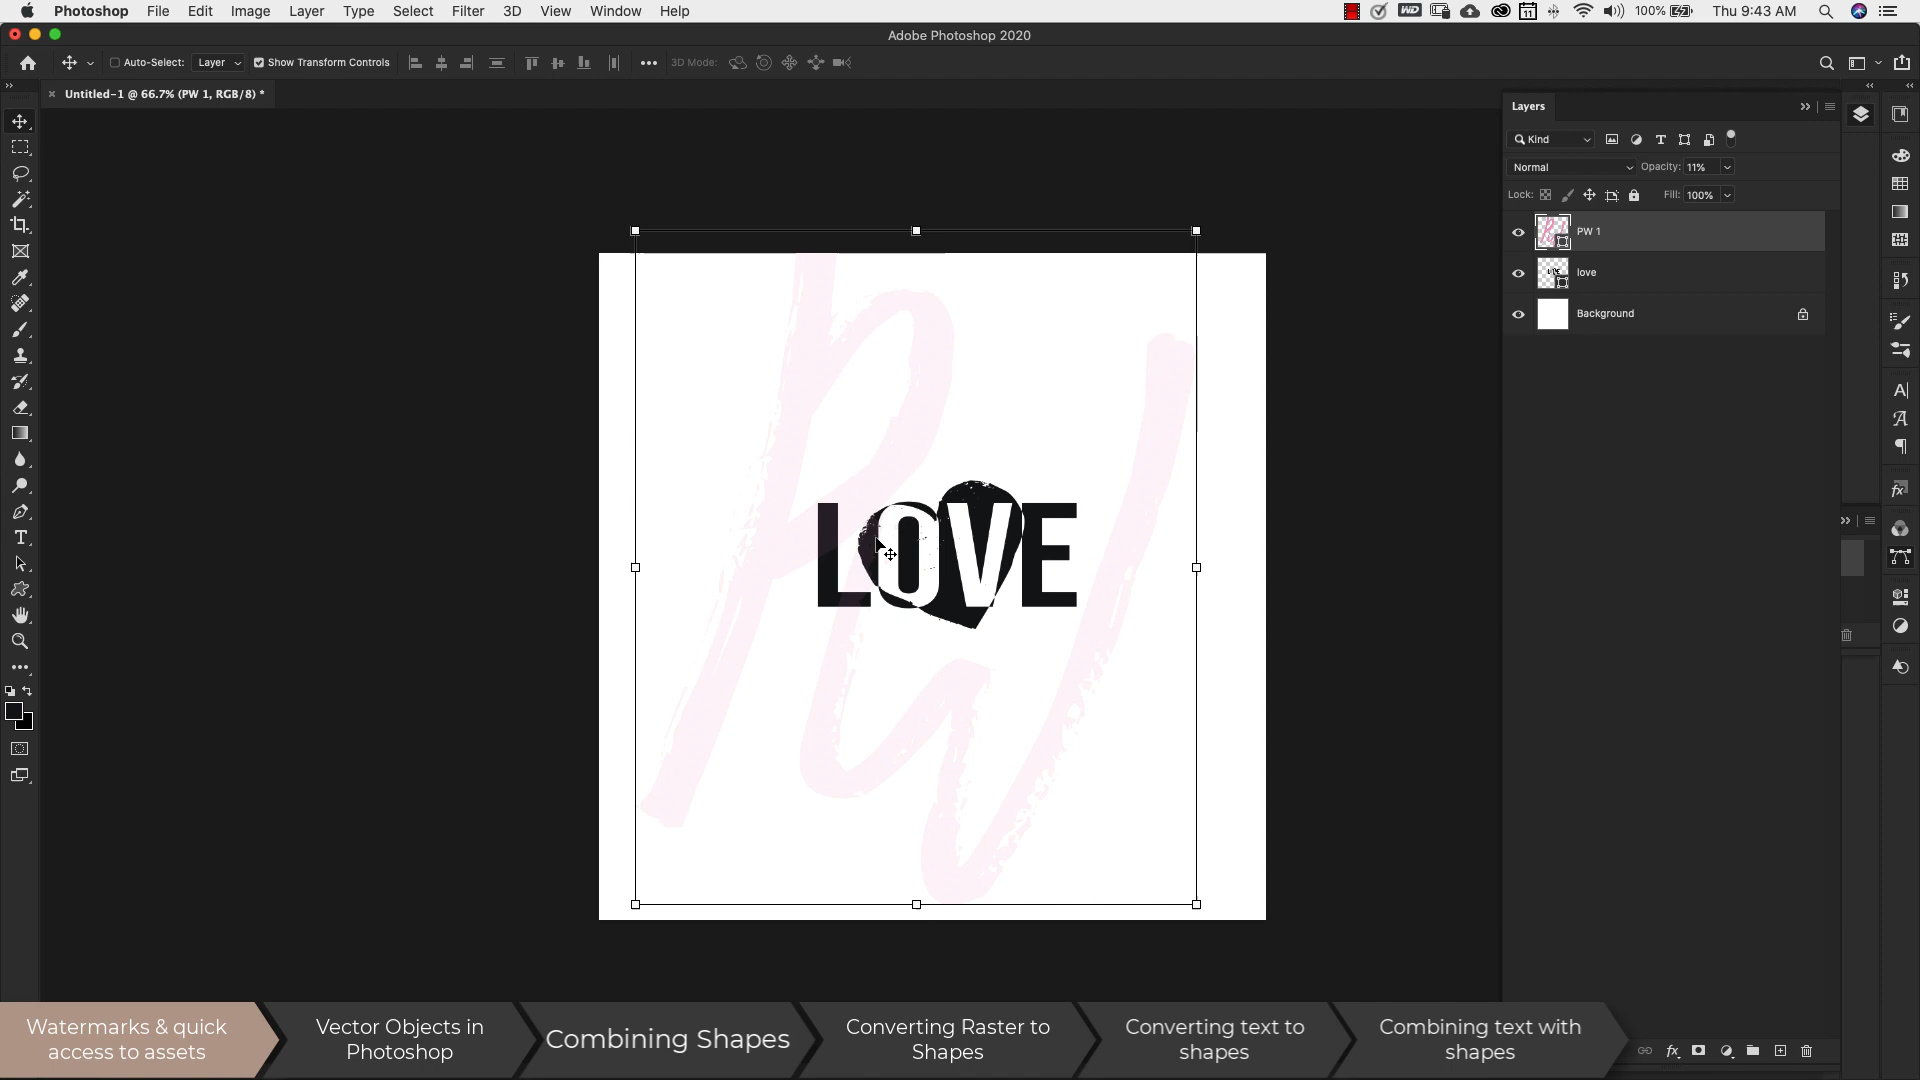 Photoshop File Edit Image Layer Type Select Filter 3D View Window Help
WD 11 100% Thu 9:43 AM
Adobe Photoshop 2020
Auto-Select: Layer Show Transform Controls 3D Mode:
Untitled-1 @ 66.7% (PW 1, RGB/8) *
Layers
Kind
Normal Opacity: 11%
Lock: Fill: 100%
PW 1
love
Background
PW
LOVE
Watermarks & quick
access to assets
Vector Objects in
Photoshop
Combining Shapes
Converting Raster to
Shapes
Converting text to
shapes
Combining text with
shapes